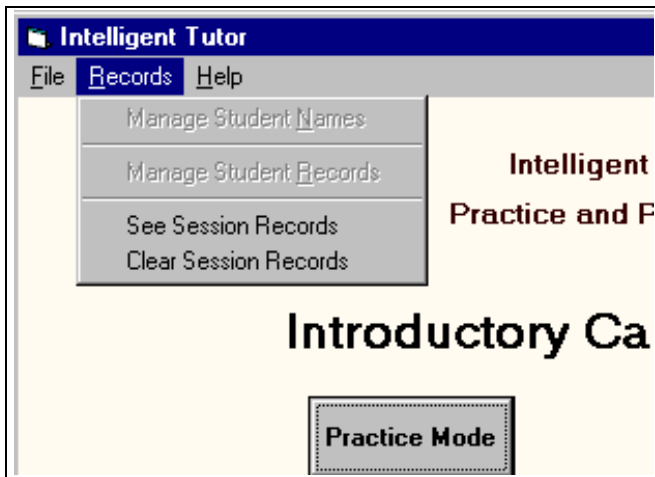 Intelligent Tutor
File Records Help
Manage Student Names
Manage Student Records
See Session Records
Clear Session Records
Intelligent
Practice and P
Introductory Ca
Practice Mode